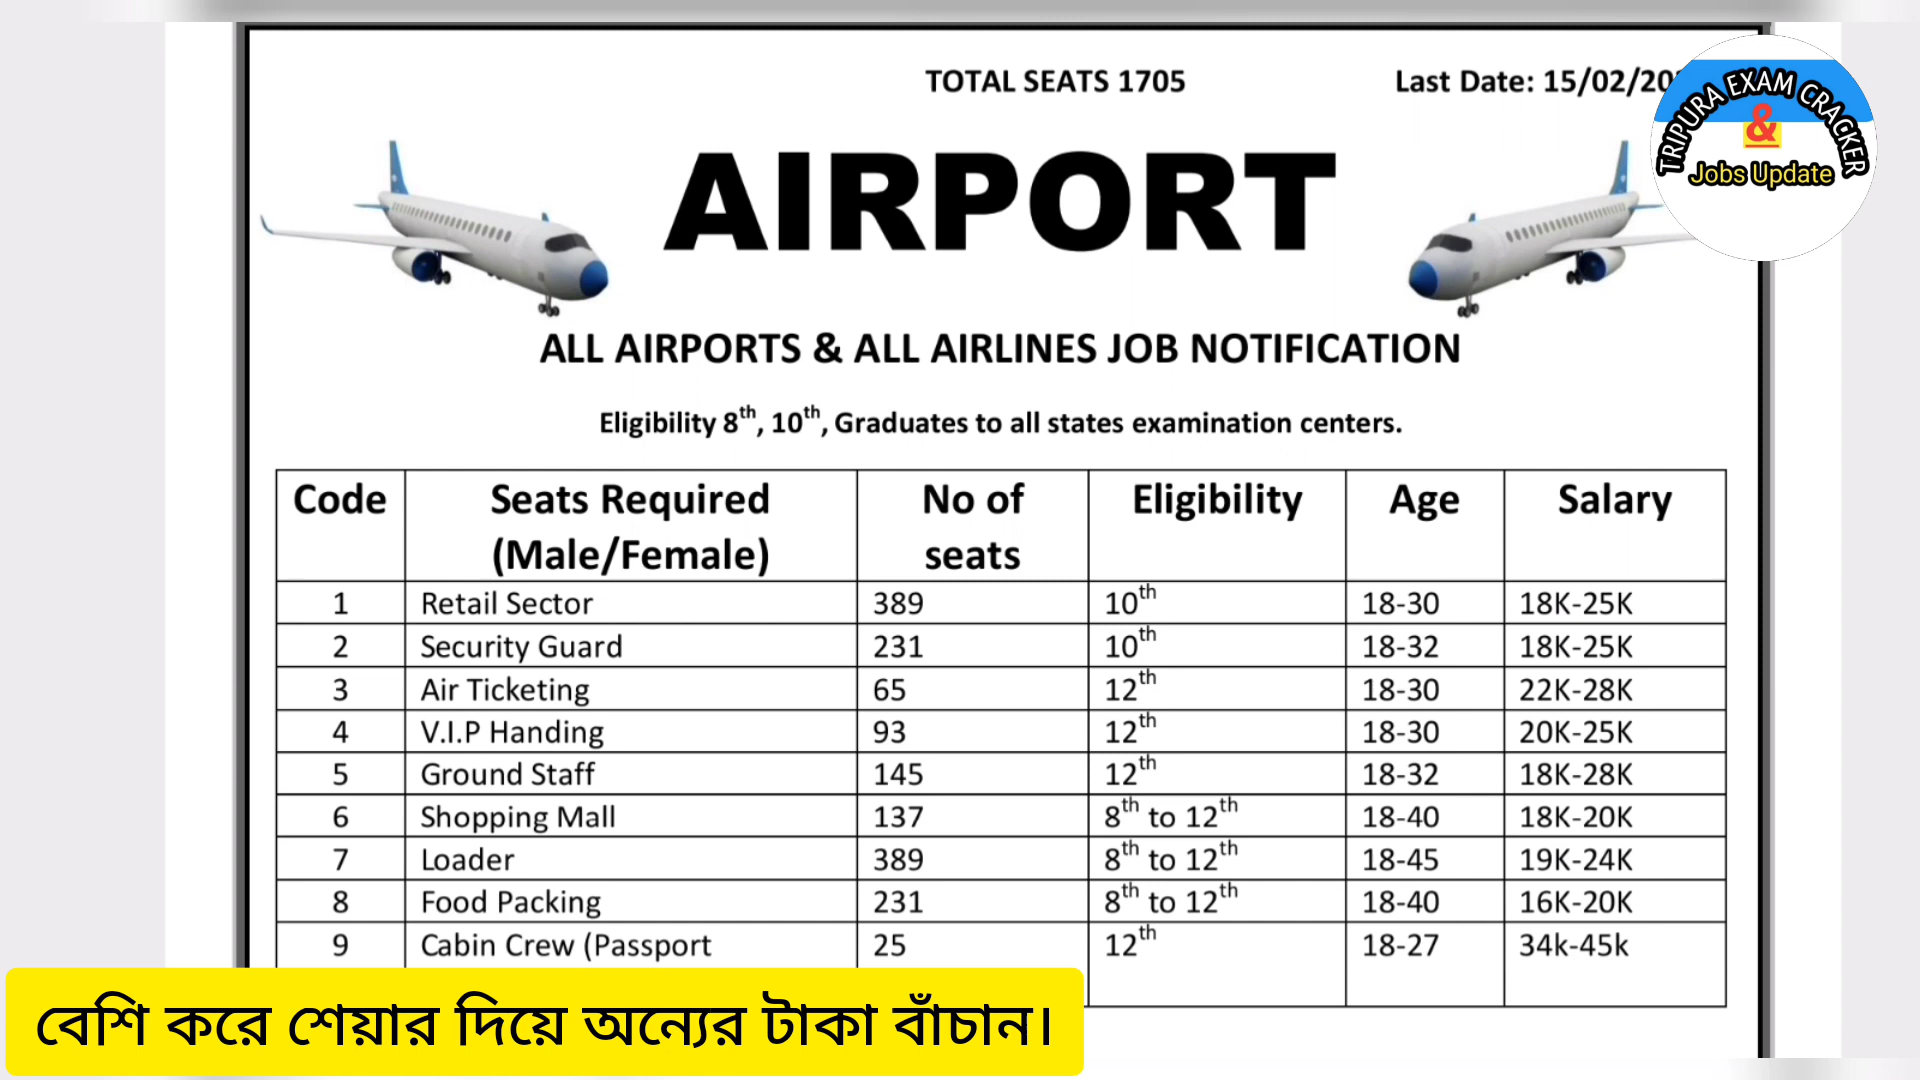 TOTAL SEATS 1705 Last Date: 15/02/20
TRIPURA EXAM CRACKER
&
Jobs Update
AIRPORT
ALL AIRPORTS & ALL AIRLINES JOB NOTIFICATION
Eligibility 8th, 10th, Graduates to all states examination centers.
Code Seats Required (Male/Female) No of seats Eligibility Age Salary
1 Retail Sector 389 10th 18-30 18K-25K
2 Security Guard 231 10th 18-32 18K-25K
3 Air Ticketing 65 12th 18-30 22K-28K
4 V.I.P Handing 93 12th 18-30 20K-25K
5 Ground Staff 145 12th 18-32 18K-28K
6 Shopping Mall 137 8th to 12th 18-40 18K-20K
7 Loader 389 8th to 12th 18-45 19K-24K
8 Food Packing 231 8th to 12th 18-40 16K-20K
9 Cabin Crew (Passport 25 12th 18-27 34k-45k
বেশি করে শেয়ার দিয়ে অন্যের টাকা বাঁচান।